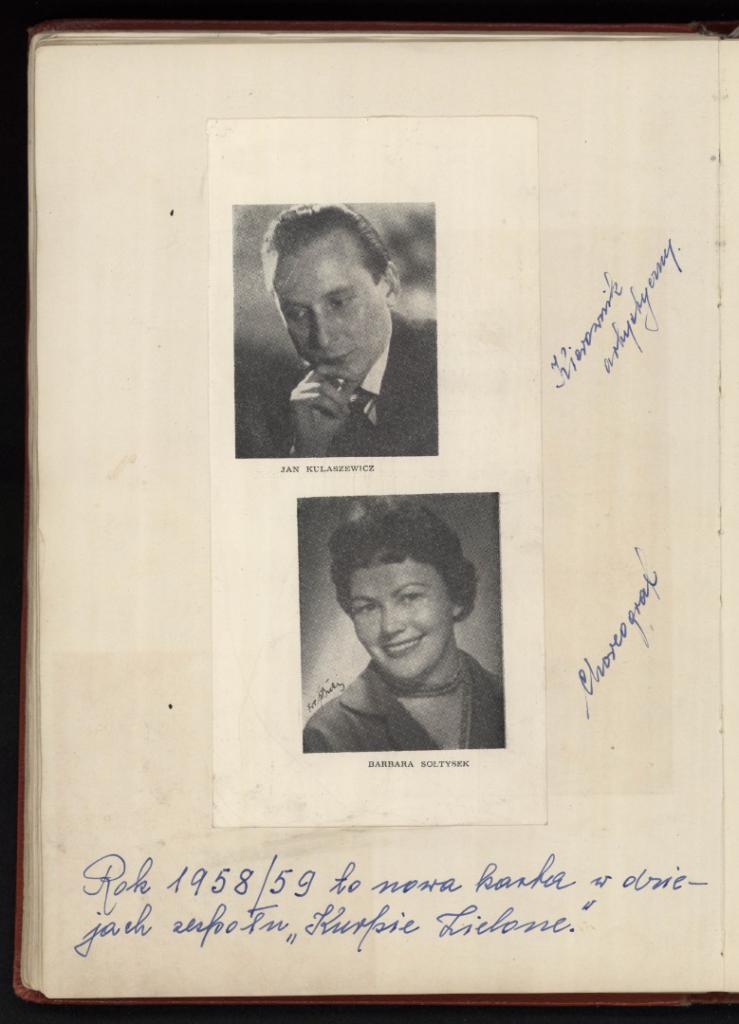 Kierownik
artystyczny.
JAN KULASZEWICZ
Choreograf
BARBARA SOŁTYSEK
Rok 1958/59 to nowa karta w dzie-
jach zespołu „Kurpie Zielone."